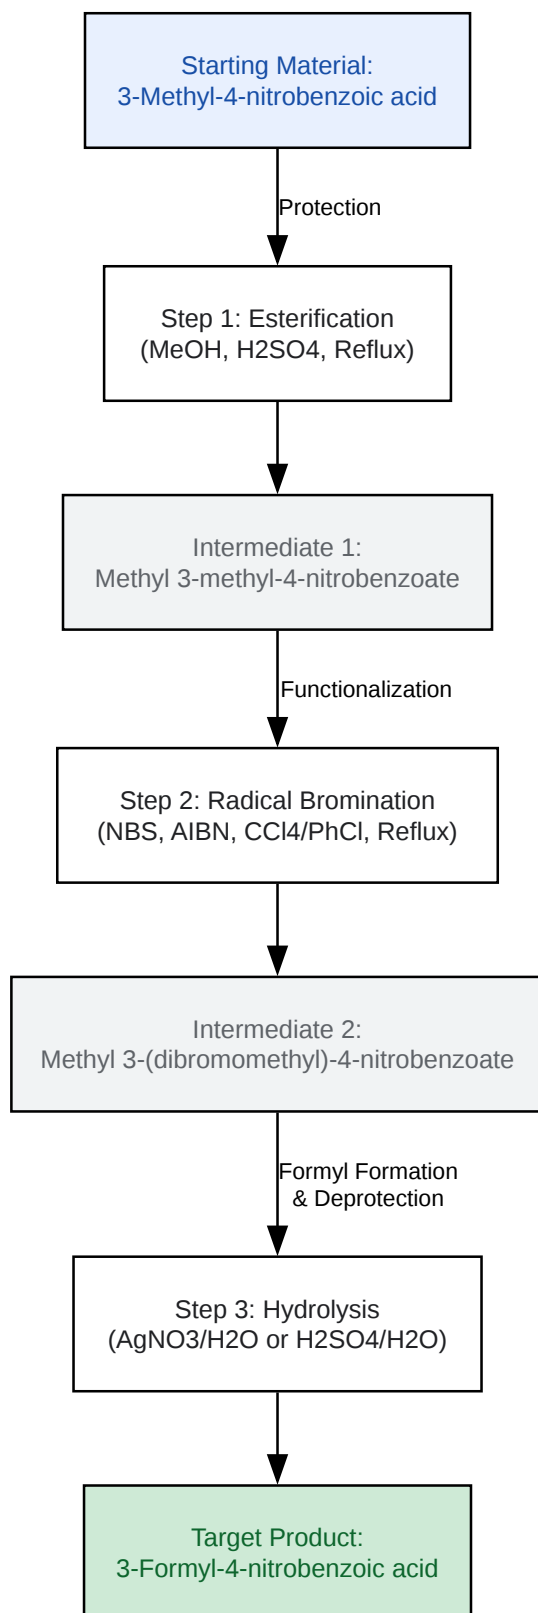 Starting Material:
3-Methyl-4-nitrobenzoic acid
Protection
Step 1: Esterification
(MeOH, H2SO4, Reflux)
Intermediate 1:
Methyl 3-methyl-4-nitrobenzoate
Functionalization
Step 2: Radical Bromination
(NBS, AIBN, CCl4/PhCl, Reflux)
Intermediate 2:
Methyl 3-(dibromomethyl)-4-nitrobenzoate
Formyl Formation
& Deprotection
Step 3: Hydrolysis
(AgNO3/H2O or H2SO4/H2O)
Target Product:
3-Formyl-4-nitrobenzoic acid